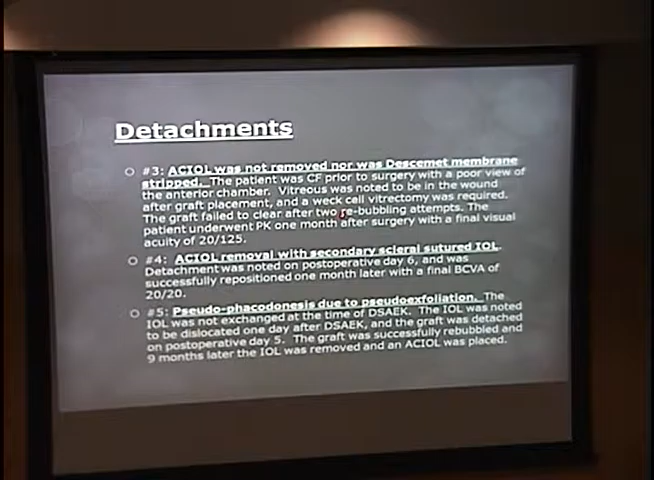 Detachments
#3: ACIOL was not removed nor was Descemet membrane
stripped. The patient was CF prior to surgery with a poor view of
the anterior chamber. Vitreous was noted to be in the wound
after graft placement, and a weck cell vitrectomy was required.
The graft failed to clear after two re-bubbling attempts. The
patient underwent PK one month after surgery with a final visual
acuity of 20/125.
#4: ACIOL removal with secondary scleral sutured IOL.
Detachment was noted on postoperative day 6, and was
successfully repositioned one month later with a final BCVA of
20/20.
#5: Pseudo-phacodonesis due to pseudoexfoliation. The
IOL was not exchanged at the time of DSAEK. The IOL was noted
to be dislocated one day after DSAEK, and the graft was detached
on postoperative day 5. The graft was successfully rebubbled and
9 months later the IOL was removed and an ACIOL was placed.